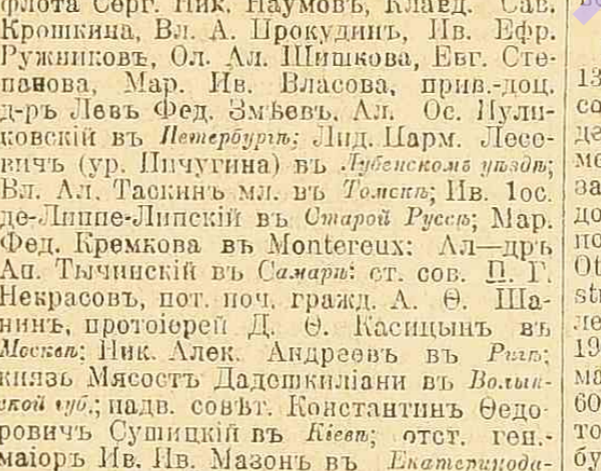 флота Серг. Ник. Наумовъ, Клавд. Сав.
Крошкина, Вл. А. Прокудинъ, Ив. Ефр.
Ружниковъ, Ол. Ал. Шишкова, Евг. Сте-
панова, Мар. Ив. Власова, прив.-доц.
д-ръ Левъ Фед. Змѣевъ, Ал. Ос. Пули-
ковскій въ Петербургѣ; Лид. Парм. Лесе-
вичъ (ур. Пичугина) въ Лубенскомъ уѣздѣ;
Вл. Ал. Таскинъ мл. въ Томскѣ; Ив. Іос.
де-Липпе-Липскій въ Старой Руссѣ; Мар.
Фед. Кремкова въ Montereux; Ал—дръ
Ап. Тычинскій въ Самарѣ; ст. сов. П. Г.
Некрасовъ, пот. поч. гражд. А. Ѳ. Ша-
нинъ, протоіерей Д. Ѳ. Касицынъ въ
Москвѣ; Ник. Алек. Андреевъ въ Ригѣ;
князь Мясостъ Дадешкиліани въ Волын-
ской губ.; надв. совѣт. Константинъ Ѳедо-
ровичъ Сушицкій въ Кіевѣ; отст. ген.-
маіоръ Ив. Ив. Мазонъ въ Екатеринода-